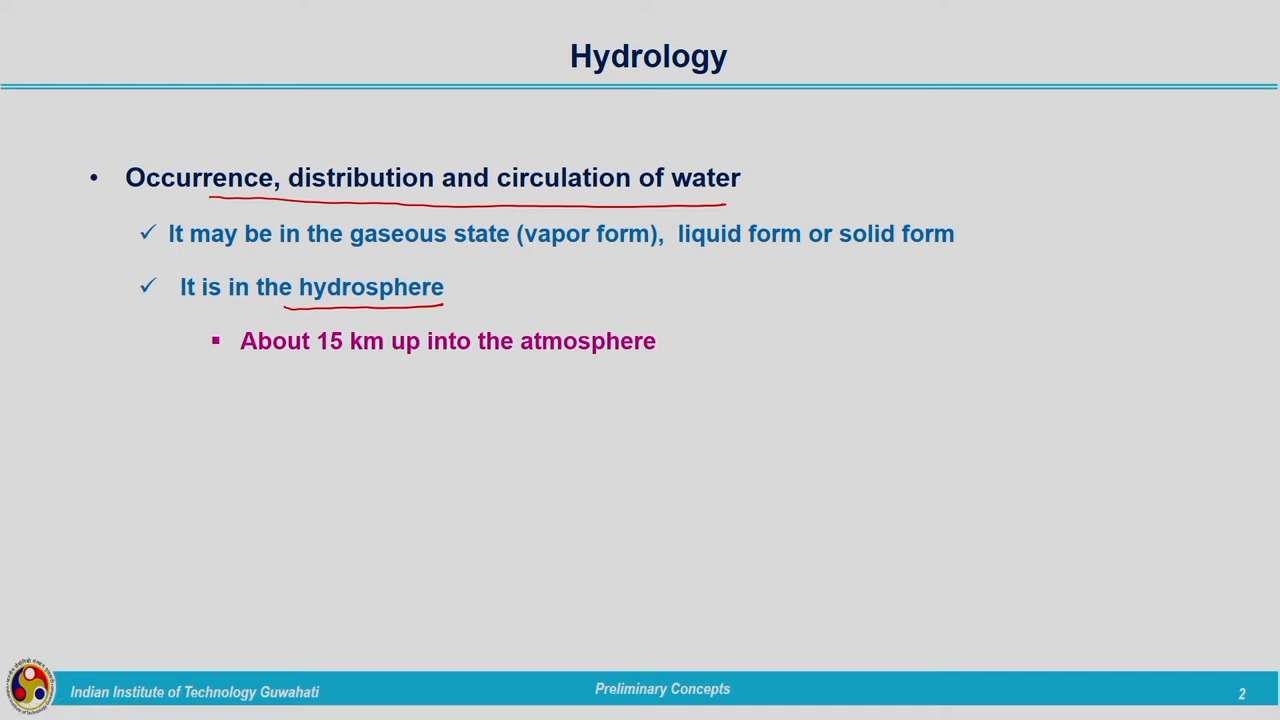 Hydrology
• Occurrence, distribution and circulation of water
✓ It may be in the gaseous state (vapor form), liquid form or solid form
✓ It is in the hydrosphere
▪ About 15 km up into the atmosphere
Indian Institute of Technology Guwahati
Preliminary Concepts
2